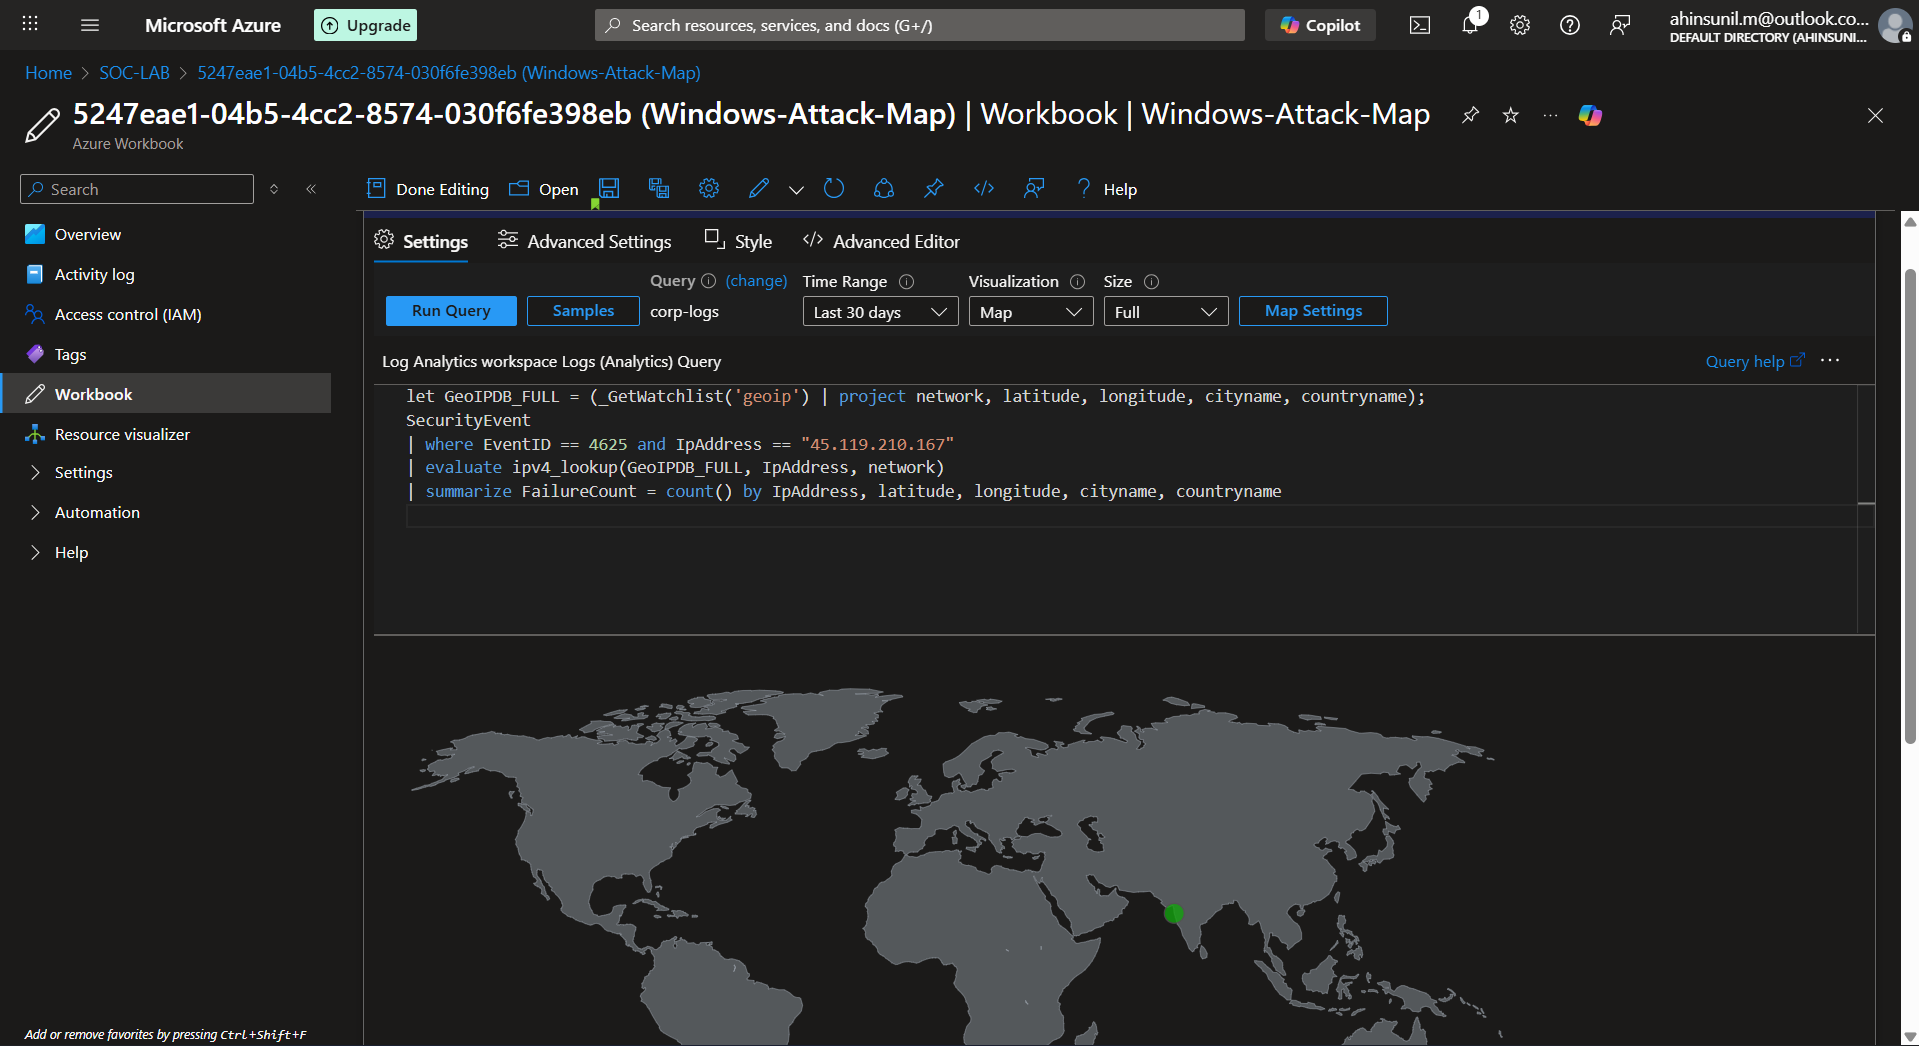 Microsoft Azure
Upgrade
Search resources, services, and docs (G+/)
Copilot
1
ahinsunil.m@outlook.co...
DEFAULT DIRECTORY (AHINSUNI...
Home > SOC-LAB > 5247eae1-04b5-4cc2-8574-030f6fe398eb (Windows-Attack-Map)
5247eae1-04b5-4cc2-8574-030f6fe398eb (Windows-Attack-Map) | Workbook | Windows-Attack-Map
Azure Workbook
Search
Done Editing
Open
Help
Overview
Activity log
Access control (IAM)
Tags
Workbook
Resource visualizer
Settings
Automation
Help
Settings
Advanced Settings
Style
Advanced Editor
Query (change)
Time Range
Visualization
Size
Run Query
Samples
corp-logs
Last 30 days
Map
Full
Map Settings
Log Analytics workspace Logs (Analytics) Query
Query help
let GeoIPDB_FULL = (_GetWatchlist('geoip') | project network, latitude, longitude, cityname, countryname);
SecurityEvent
| where EventID == 4625 and IpAddress == "45.119.210.167"
| evaluate ipv4_lookup(GeoIPDB_FULL, IpAddress, network)
| summarize FailureCount = count() by IpAddress, latitude, longitude, cityname, countryname
Add or remove favorites by pressing Ctrl+Shift+F